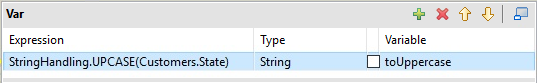 Var
Expression Type Variable
StringHandling.UPCASE(Customers.State) String toUppercase